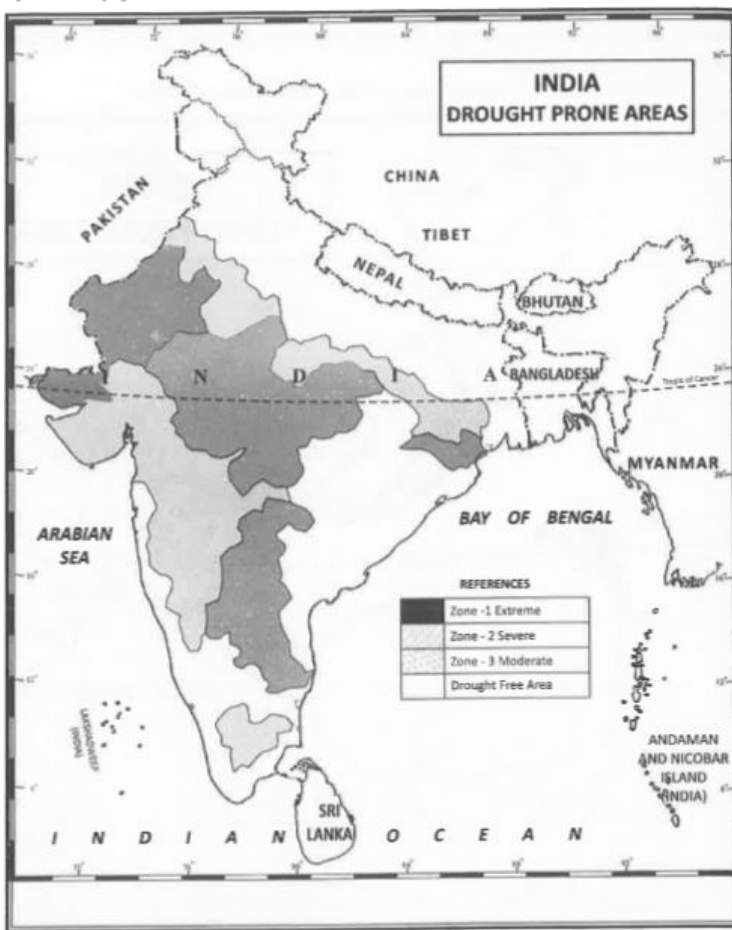 INDIA
DROUGHT PRONE AREAS
CHINA
PAKISTAN
TIBET
NEPAL
BHUTAN
I N D I A
BANGLADESH
Tropic of Cancer
MYANMAR
ARABIAN
SEA
BAY OF BENGAL
REFERENCES
Zone -1 Extreme
Zone - 2 Severe
Zone - 3 Moderate
Drought Free Area
LAKSHADWEEP
(INDIA)
ANDAMAN
AND NICOBAR
ISLAND
(INDIA)
SRI
LANKA
I N D I A N O C E A N